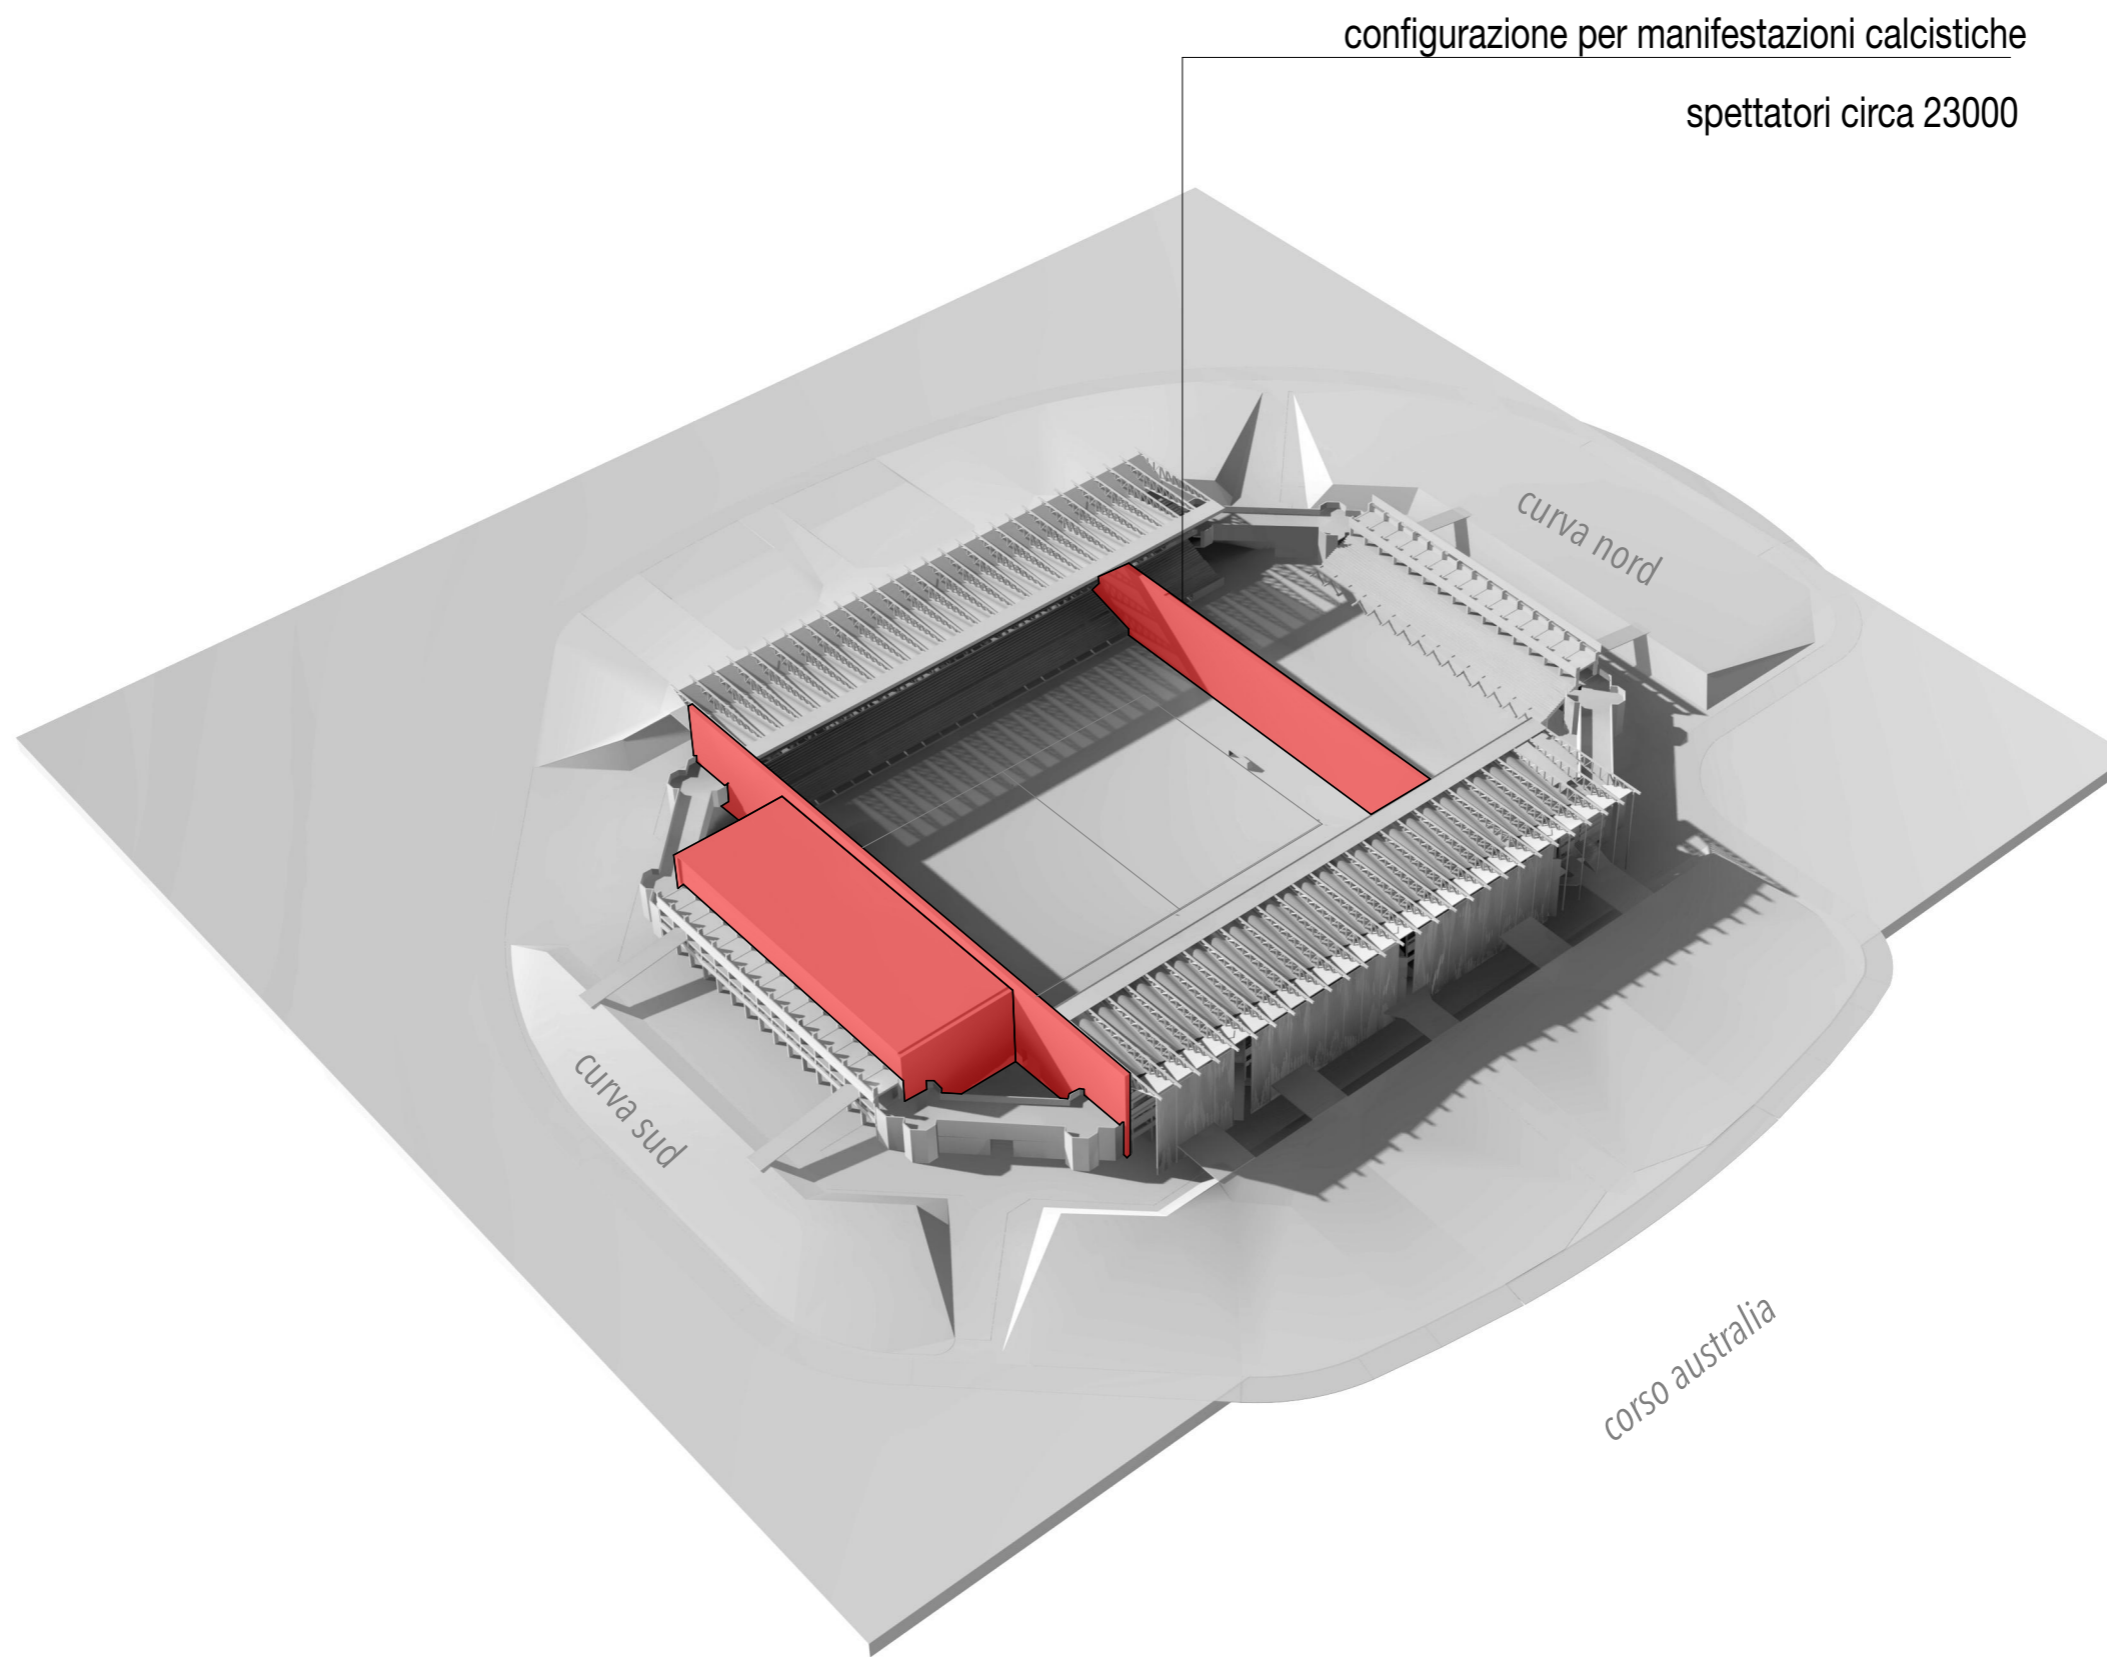 configurazione per manifestazioni calcistiche
spettatori circa 23000
curva nord
curva sud
corso australia